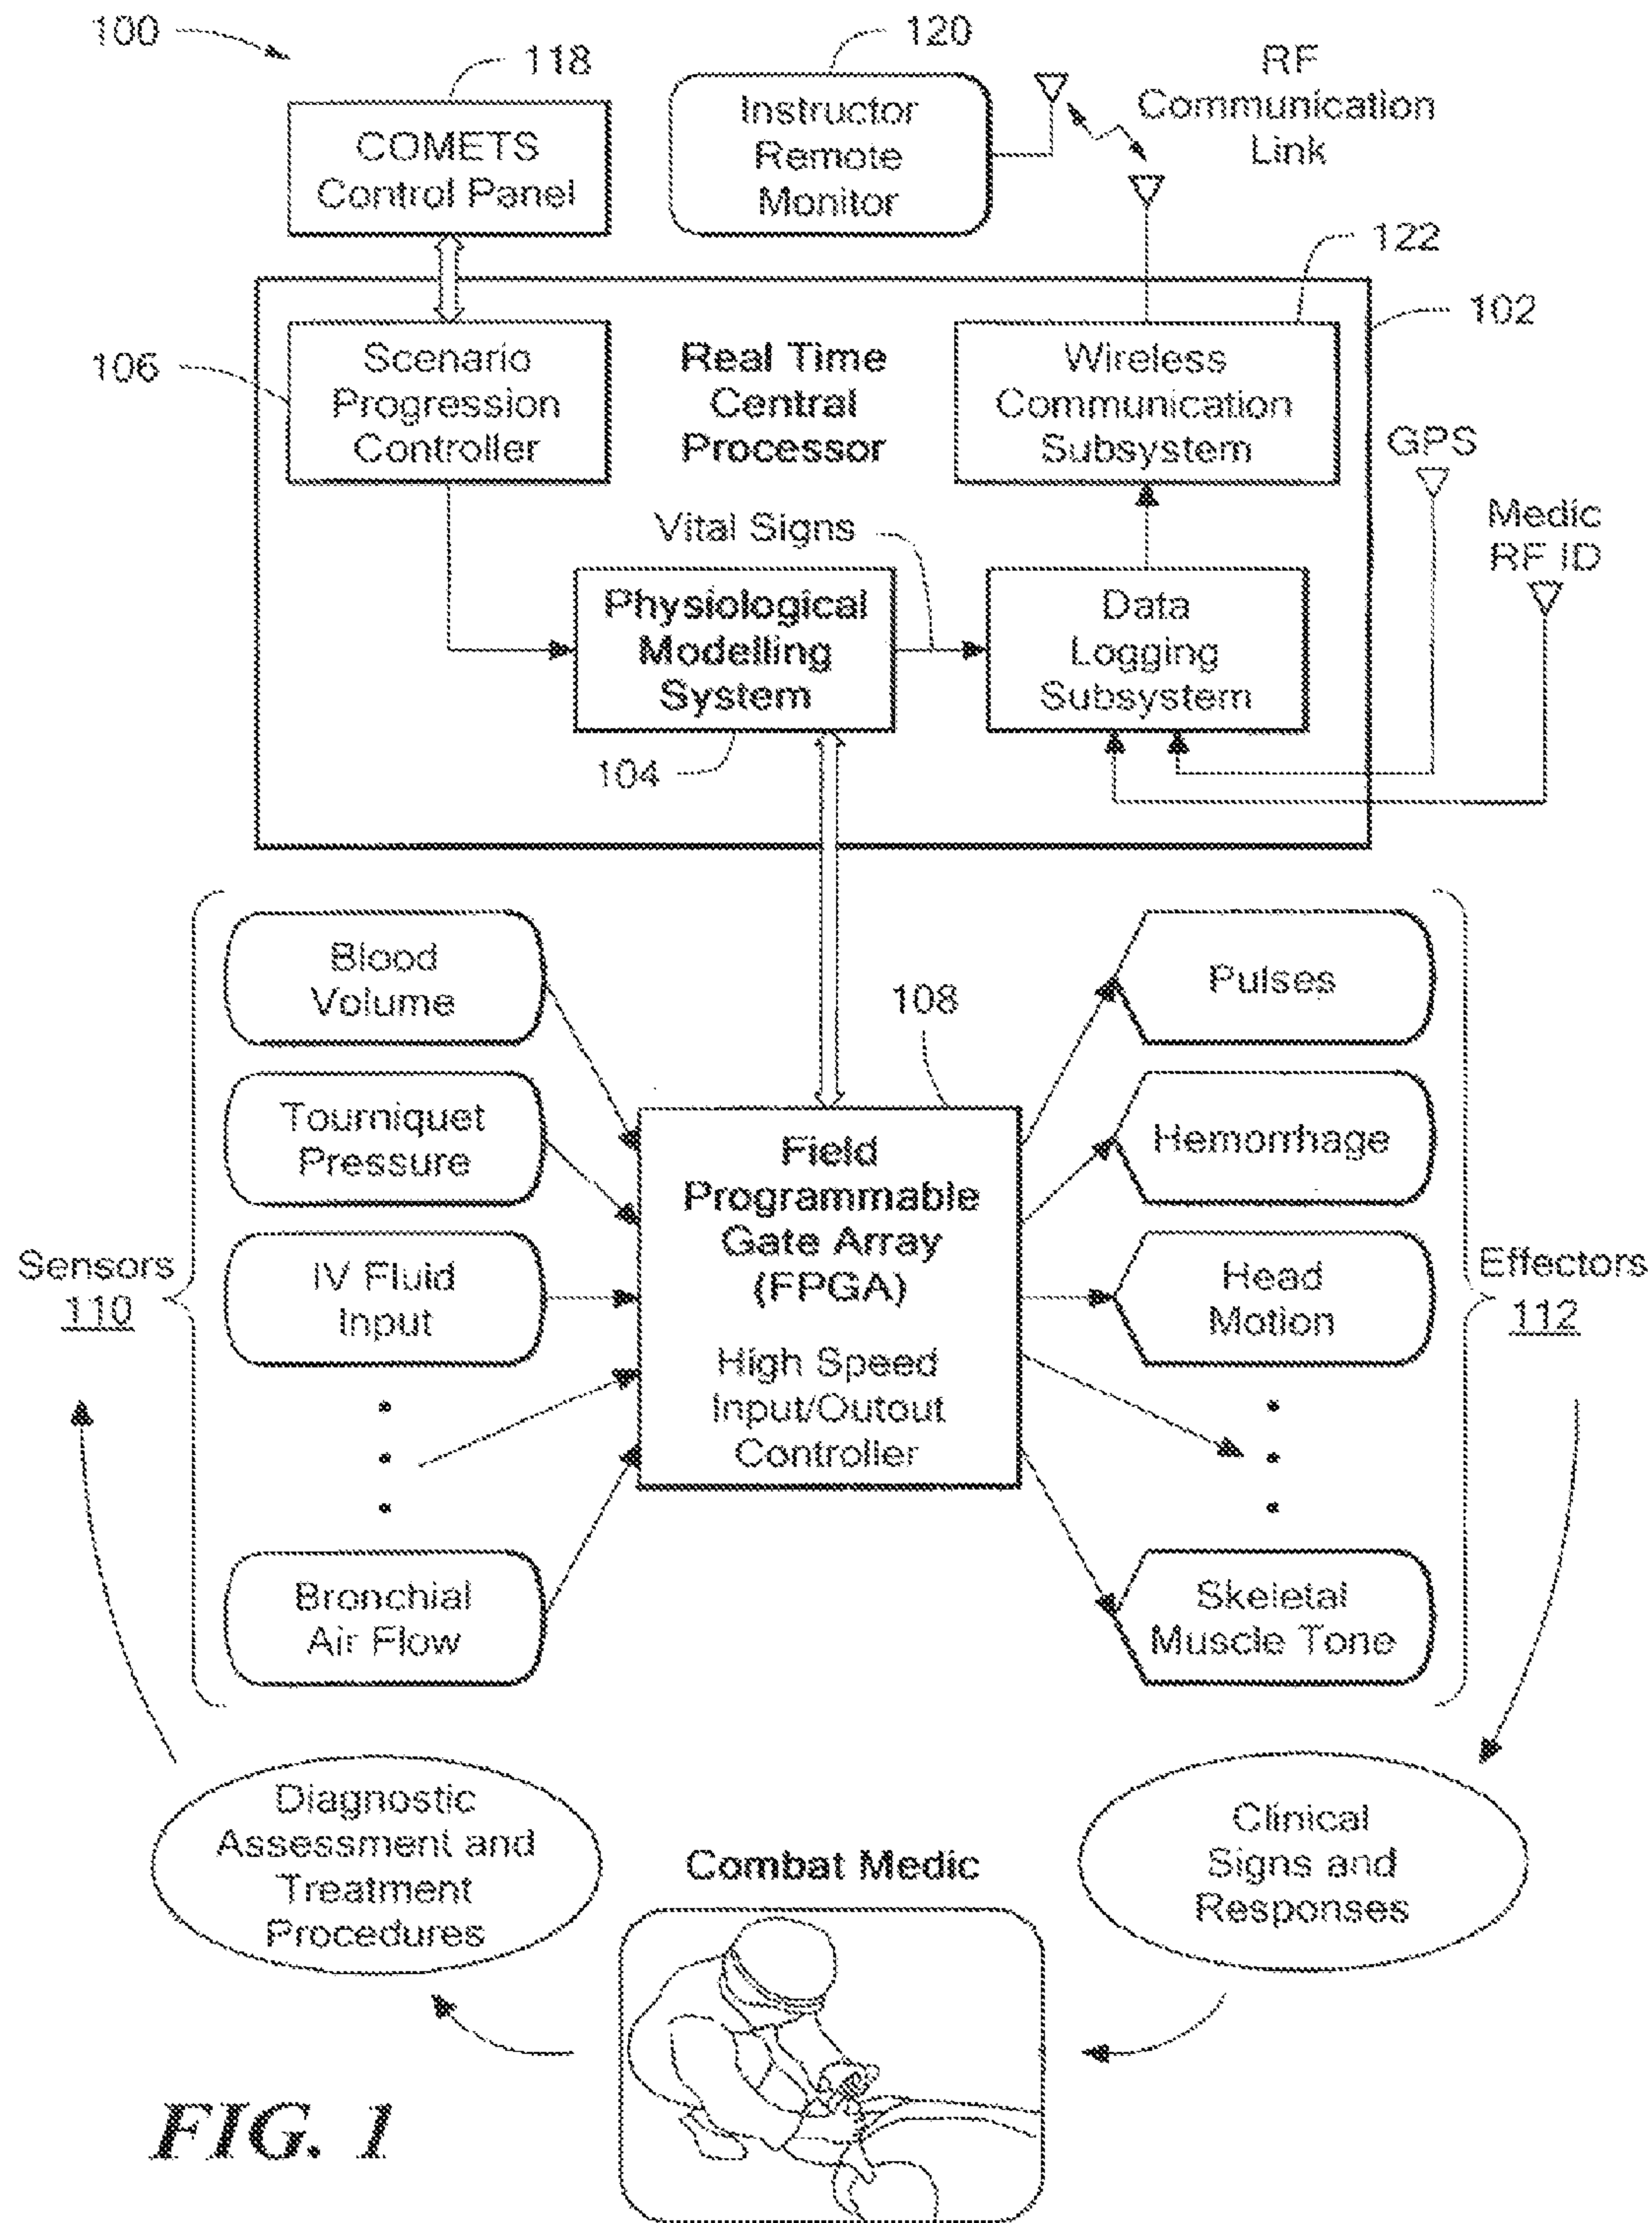 100
118
120
RF
Communication
Link
COMETS
Control Panel
Instructor
Remote
Monitor
122
102
106
Scenario
Progression
Controller
Real Time
Central
Processor
Wireless
Communication
Subsystem
GPS
Medic
RF ID
Vital Signs
Physiological
Modelling
System
Data
Logging
Subsystem
104
Blood
Volume
Tourniquet
Pressure
IV Fluid
Input
Bronchial
Air Flow
Sensors
110
108
Field
Programmable
Gate Array
(FPGA)
High Speed
Input/Outout
Controller
Pulses
Hemorrhage
Head
Motion
Skeletal
Muscle Tone
Effectors
112
Diagnostic
Assessment and
Treatment
Procedures
Combat Medic
Clinical
Signs and
Responses
FIG. 1